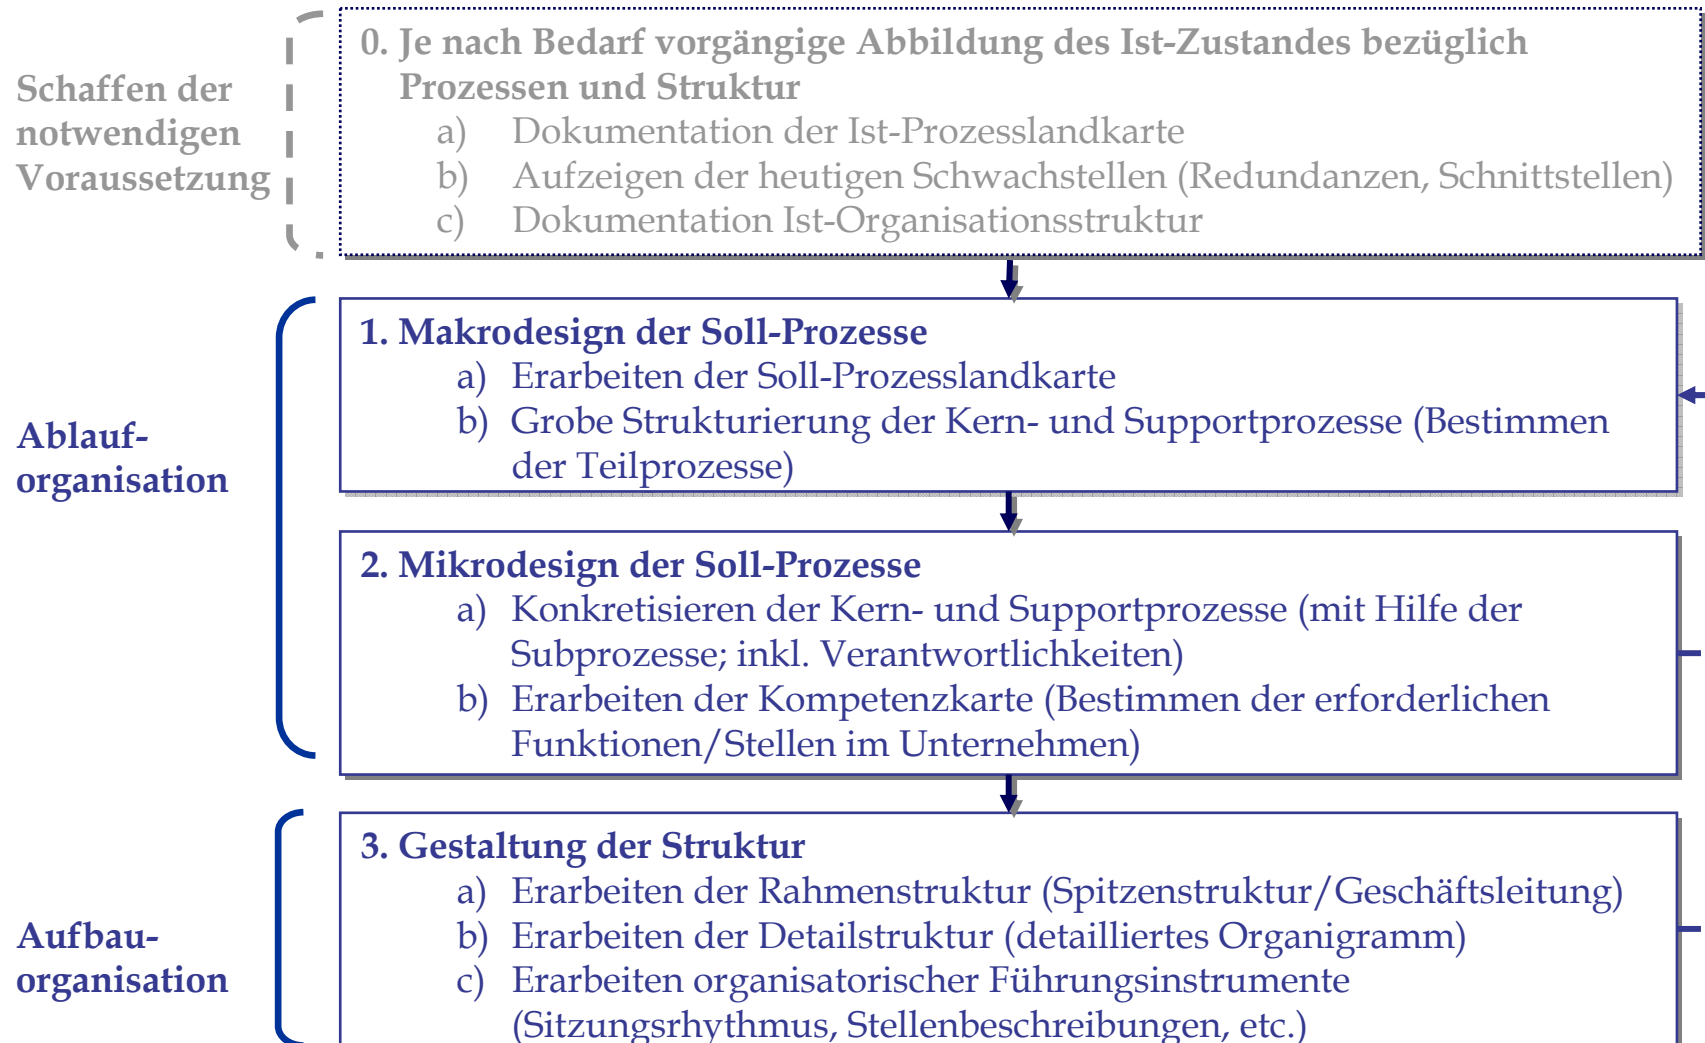 Schaffen der
notwendigen
Voraussetzung
0. Je nach Bedarf vorgängige Abbildung des Ist-Zustandes bezüglich
Prozessen und Struktur
a) Dokumentation der Ist-Prozesslandkarte
b) Aufzeigen der heutigen Schwachstellen (Redundanzen, Schnittstellen)
c) Dokumentation Ist-Organisationsstruktur
Ablauf-
organisation
1. Makrodesign der Soll-Prozesse
a) Erarbeiten der Soll-Prozesslandkarte
b) Grobe Strukturierung der Kern- und Supportprozesse (Bestimmen
der Teilprozesse)
2. Mikrodesign der Soll-Prozesse
a) Konkretisieren der Kern- und Supportprozesse (mit Hilfe der
Subprozesse; inkl. Verantwortlichkeiten)
b) Erarbeiten der Kompetenzkarte (Bestimmen der erforderlichen
Funktionen/Stellen im Unternehmen)
Aufbau-
organisation
3. Gestaltung der Struktur
a) Erarbeiten der Rahmenstruktur (Spitzenstruktur/Geschäftsleitung)
b) Erarbeiten der Detailstruktur (detailliertes Organigramm)
c) Erarbeiten organisatorischer Führungsinstrumente
(Sitzungsrhythmus, Stellenbeschreibungen, etc.)